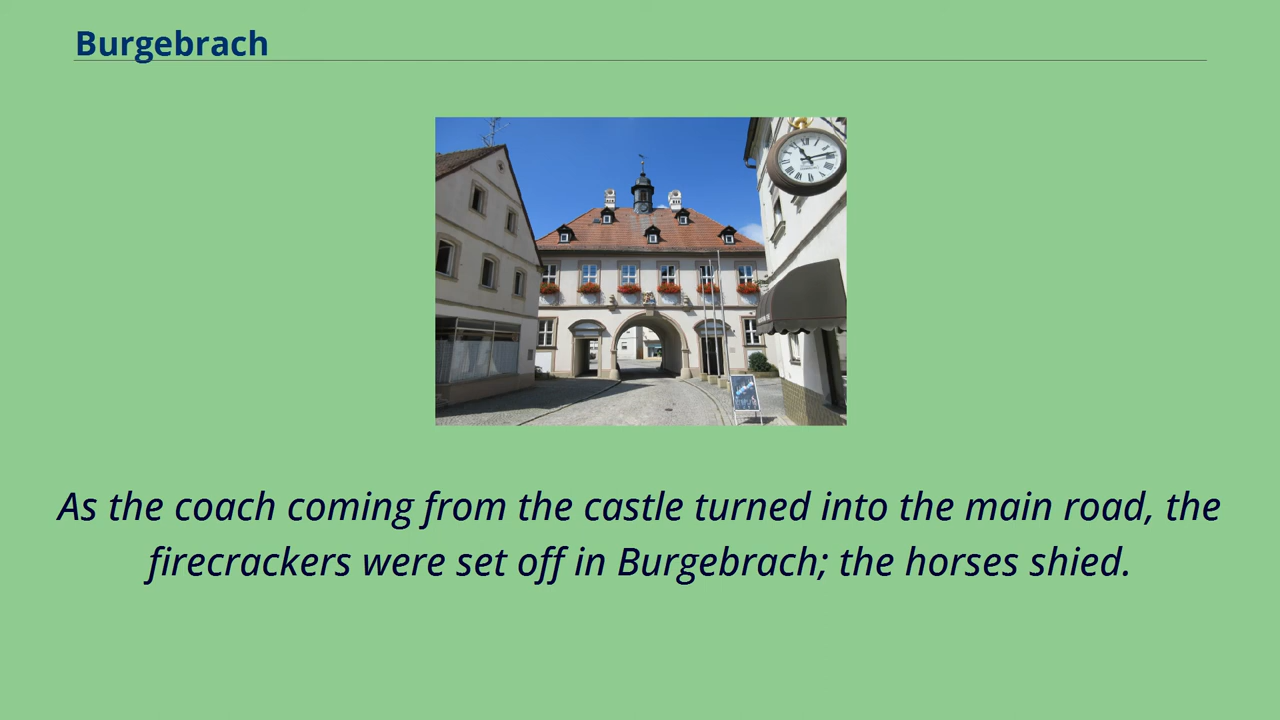 Burgebrach
As the coach coming from the castle turned into the main road, the
firecrackers were set off in Burgebrach; the horses shied.